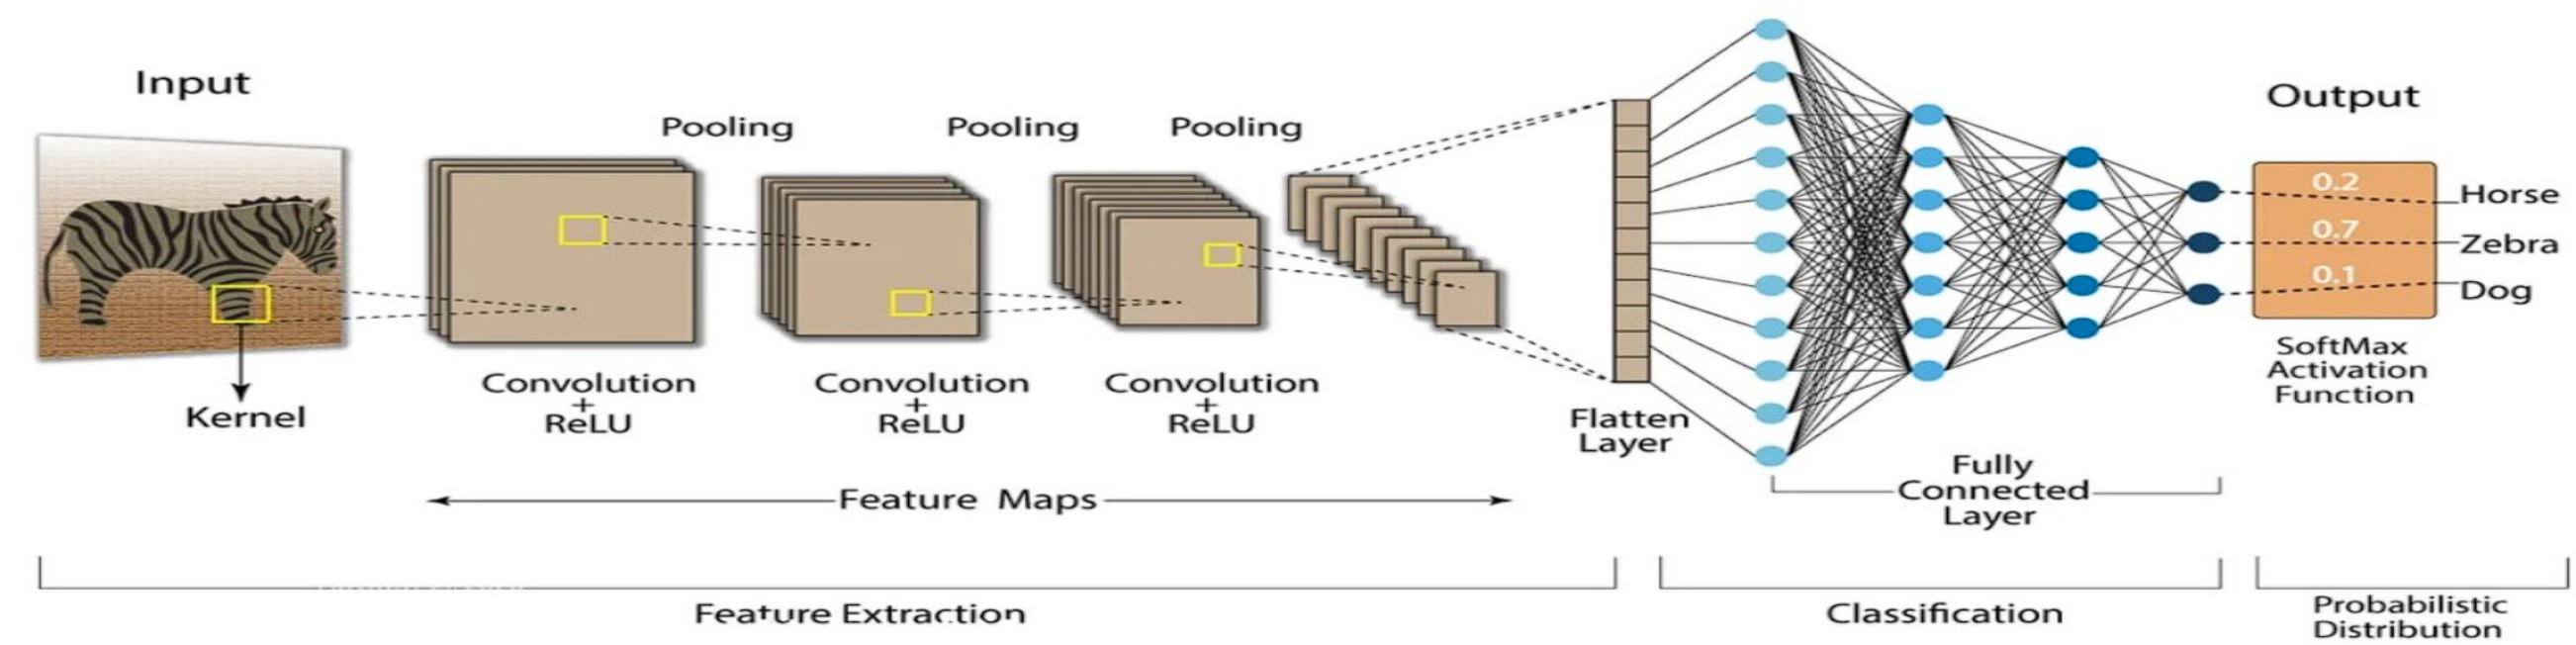 Input
Pooling
Pooling
Pooling
Output
0.2
Horse
0.7
Zebra
0.1
Dog
Kernel
Convolution
+
ReLU
Convolution
+
ReLU
Convolution
+
ReLU
Flatten
Layer
SoftMax
Activation
Function
Fully
Connected
Layer
Feature Maps
Feature Extraction
Classification
Probabilistic
Distribution